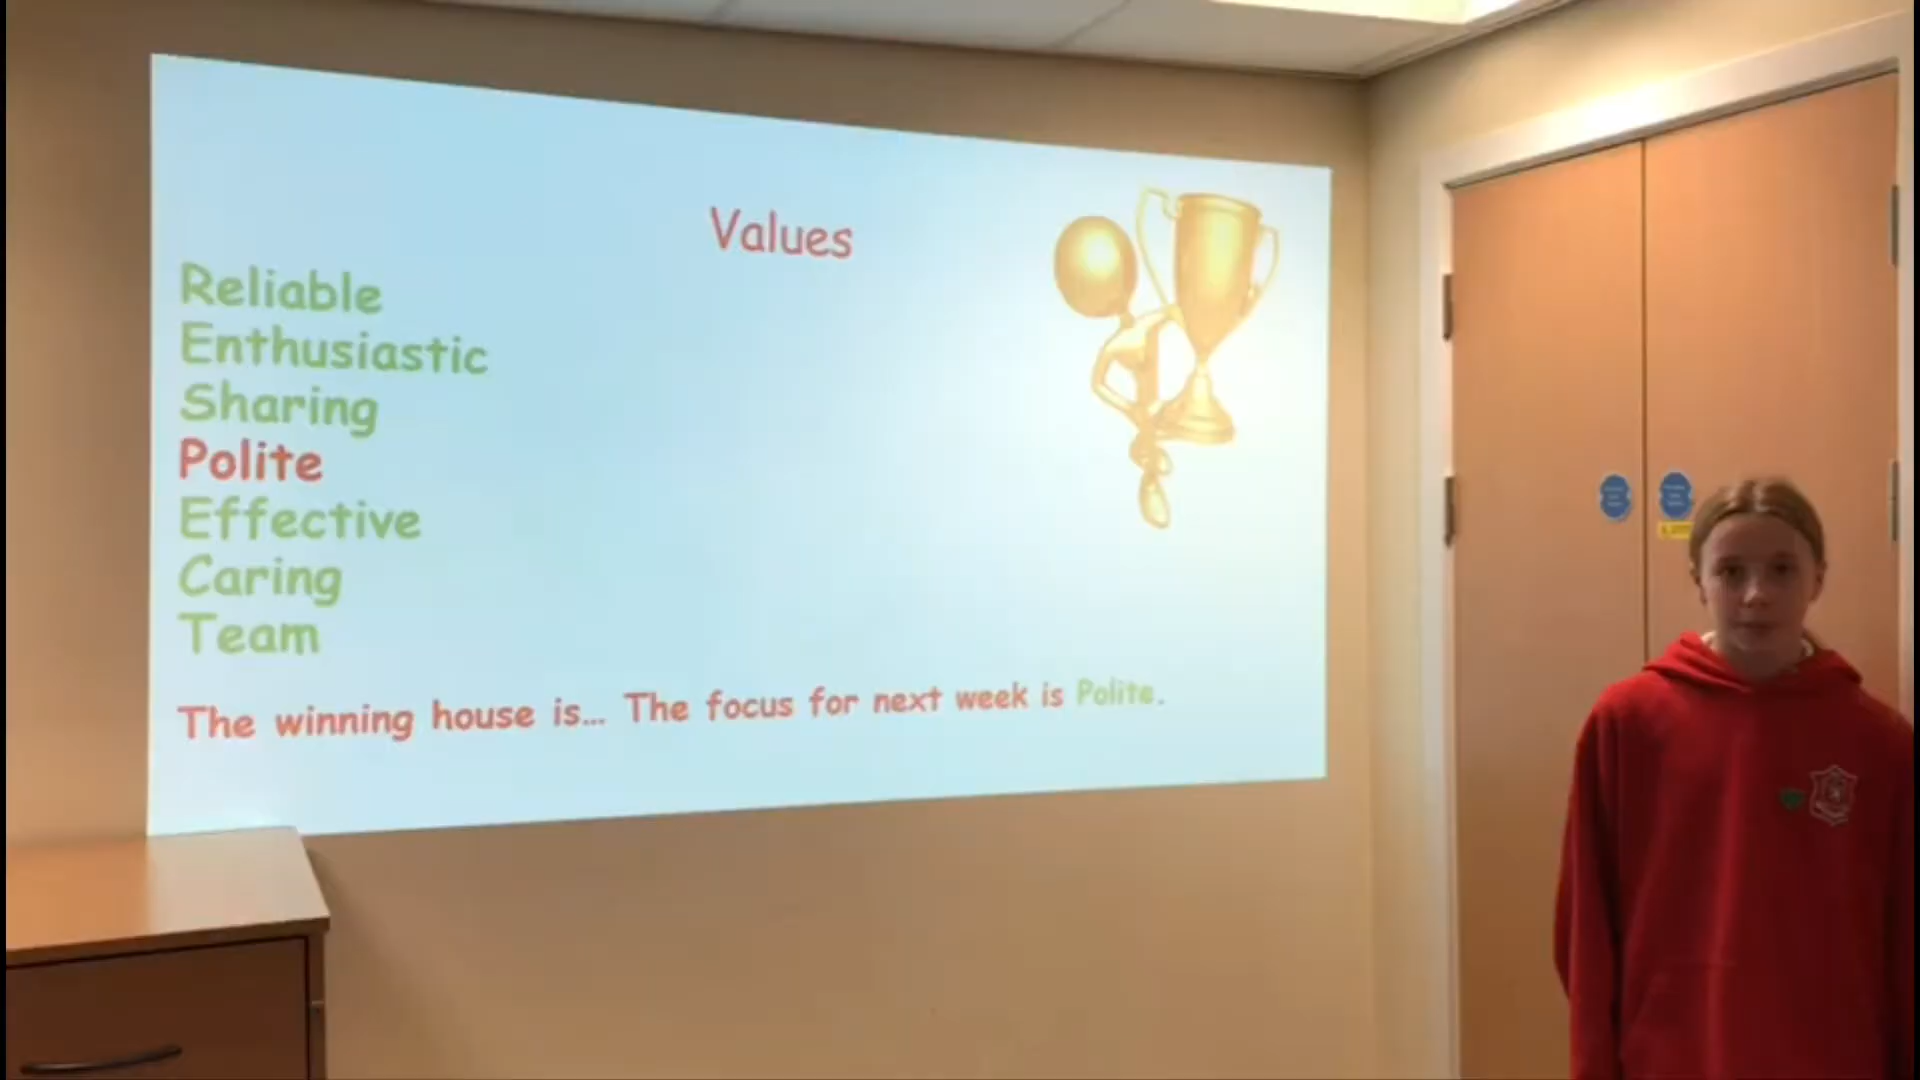 Values
Reliable
Enthusiastic
Sharing
Polite
Effective
Caring
Team
The winning house is... The focus for next week is Polite.